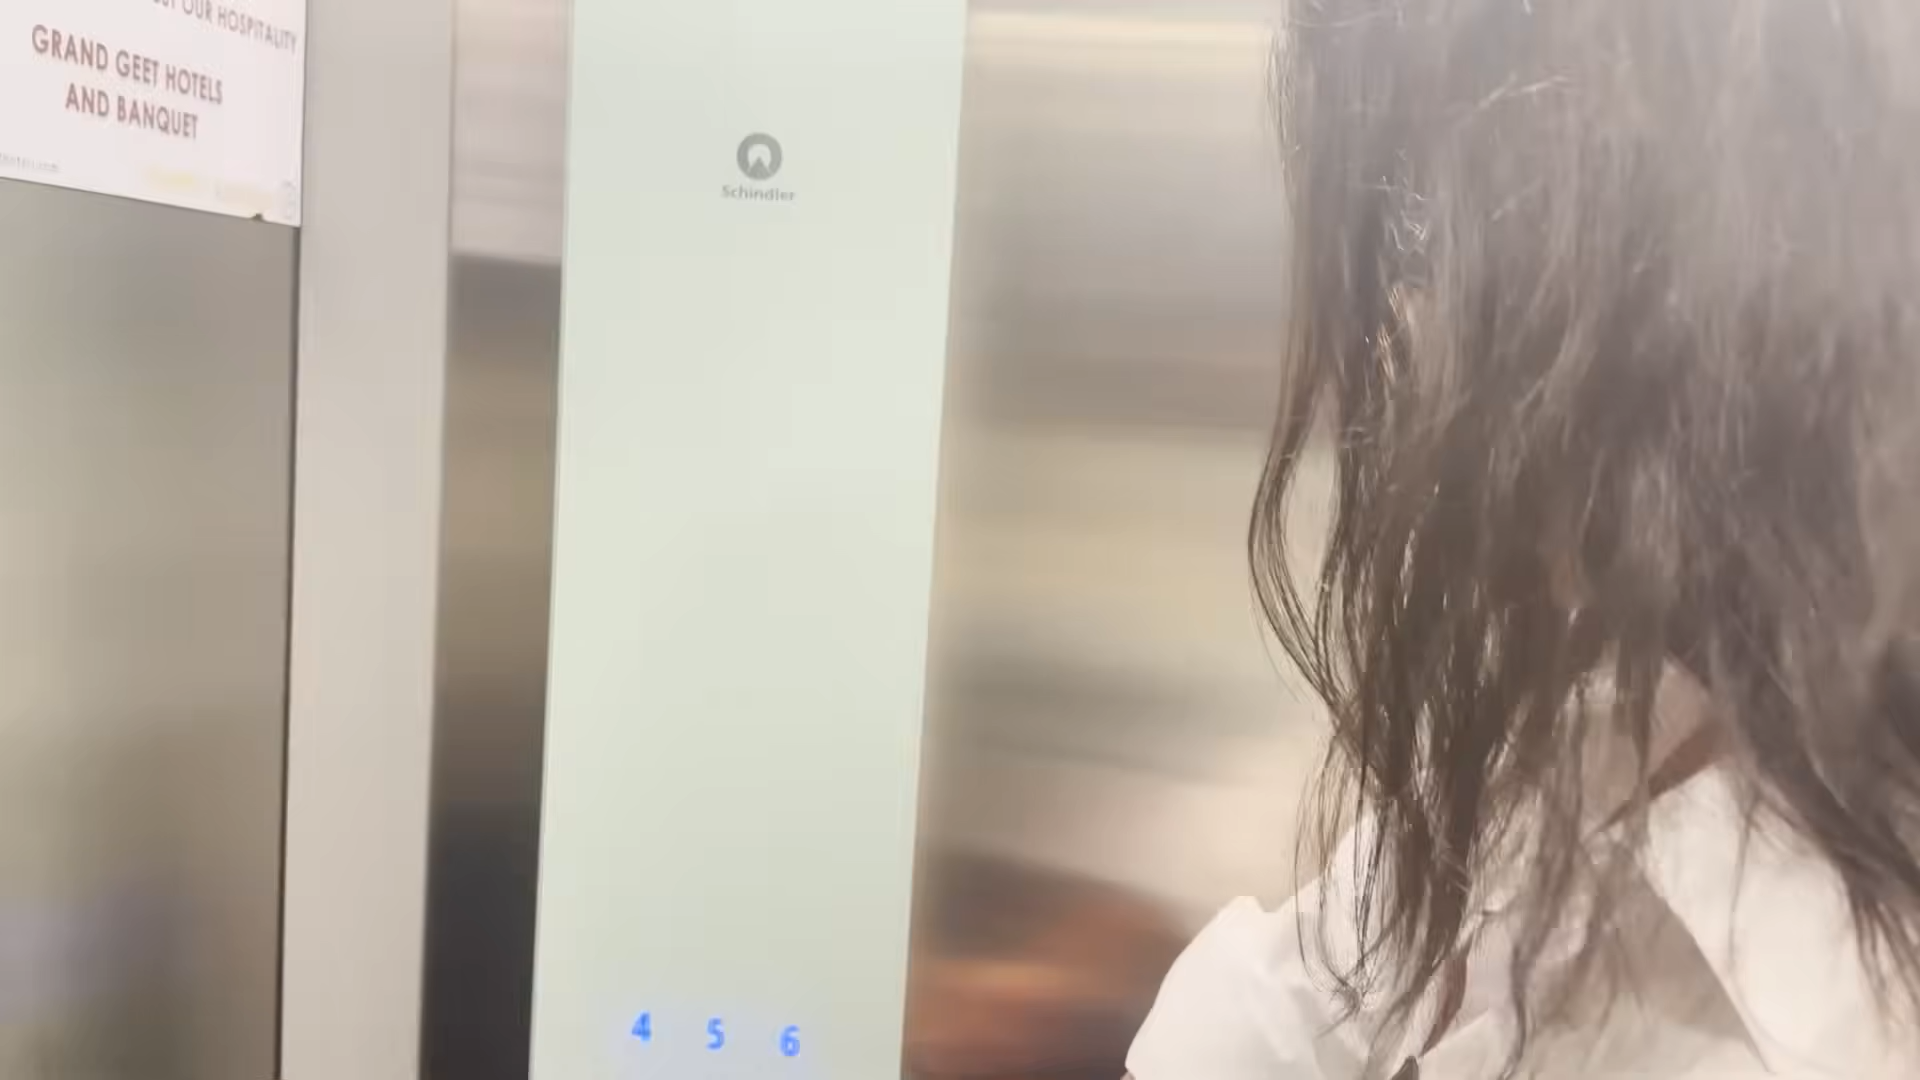 OUR HOSPITALITY
GRAND GEET HOTELS
AND BANQUET
Schindler
4 5 6